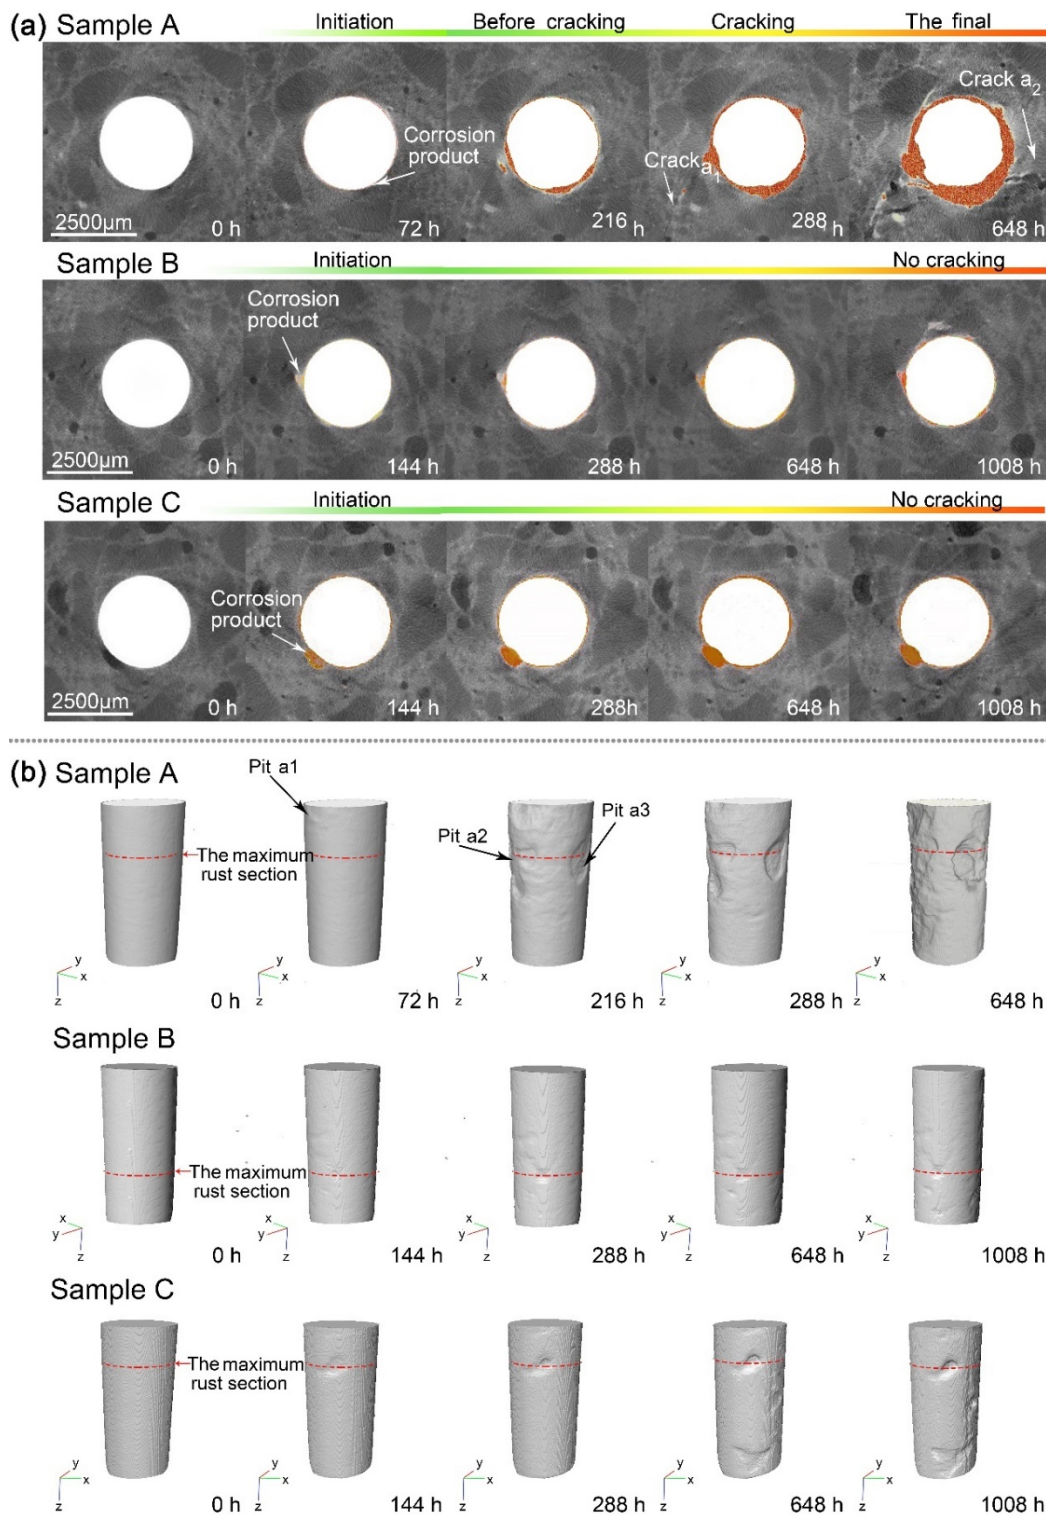 (a) Sample A
Initiation
Before cracking
Cracking
The final
Corrosion
product
Crack a1
Crack a2
2500μm
0 h
72 h
216 h
288 h
648 h
Sample B
Initiation
No cracking
Corrosion
product
2500μm
0 h
144 h
288 h
648 h
1008 h
Sample C
Initiation
No cracking
Corrosion
product
2500μm
0 h
144 h
288h
648 h
1008 h
(b) Sample A
Pit a1
Pit a2
Pit a3
The maximum
rust section
y
x
z
0 h
y
x
z
72 h
y
x
z
216 h
y
x
z
288 h
y
x
z
648 h
Sample B
The maximum
rust section
x
y
z
0 h
x
y
z
144 h
x
y
z
288 h
x
y
z
648 h
x
y
z
1008 h
Sample C
The maximum
rust section
y
x
z
0 h
y
x
z
144 h
y
x
z
288 h
y
x
z
648 h
y
x
z
1008 h